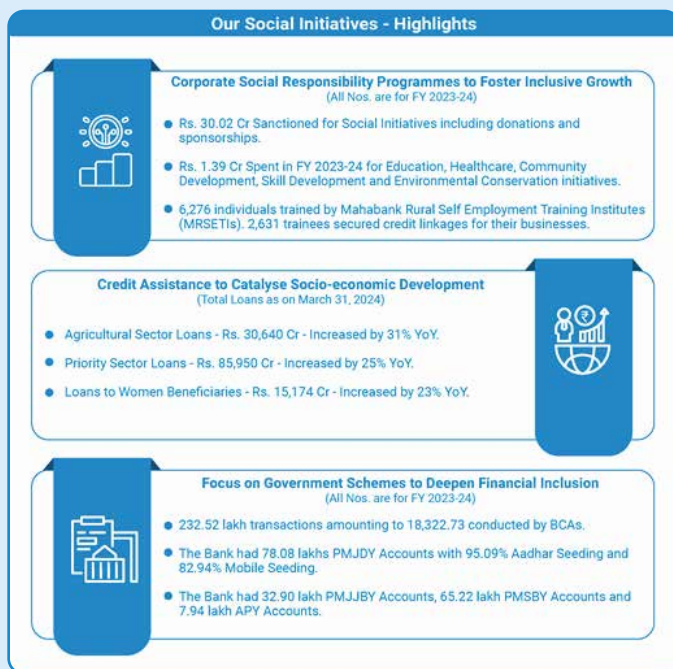 Our Social Initiatives - Highlights
Corporate Social Responsibility Programmes to Foster Inclusive Growth
(All Nos. are for FY 2023-24)
● Rs. 30.02 Cr Sanctioned for Social Initiatives including donations and
sponsorships.
● Rs. 1.39 Cr Spent in FY 2023-24 for Education, Healthcare, Community
Development, Skill Development and Environmental Conservation initiatives.
● 6,276 individuals trained by Mahabank Rural Self Employment Training Institutes
(MRSETIs). 2,631 trainees secured credit linkages for their businesses.
Credit Assistance to Catalyse Socio-economic Development
(Total Loans as on March 31, 2024)
● Agricultural Sector Loans - Rs. 30,640 Cr - Increased by 31% YoY.
● Priority Sector Loans - Rs. 85,950 Cr - Increased by 25% YoY.
● Loans to Women Beneficiaries - Rs. 15,174 Cr - Increased by 23% YoY.
₹
Focus on Government Schemes to Deepen Financial Inclusion
(All Nos. are for FY 2023-24)
● 232.52 lakh transactions amounting to 18,322.73 conducted by BCAs.
● The Bank had 78.08 lakhs PMJDY Accounts with 95.09% Aadhar Seeding and
82.94% Mobile Seeding.
● The Bank had 32.90 lakh PMJJBY Accounts, 65.22 lakh PMSBY Accounts and
7.94 lakh APY Accounts.